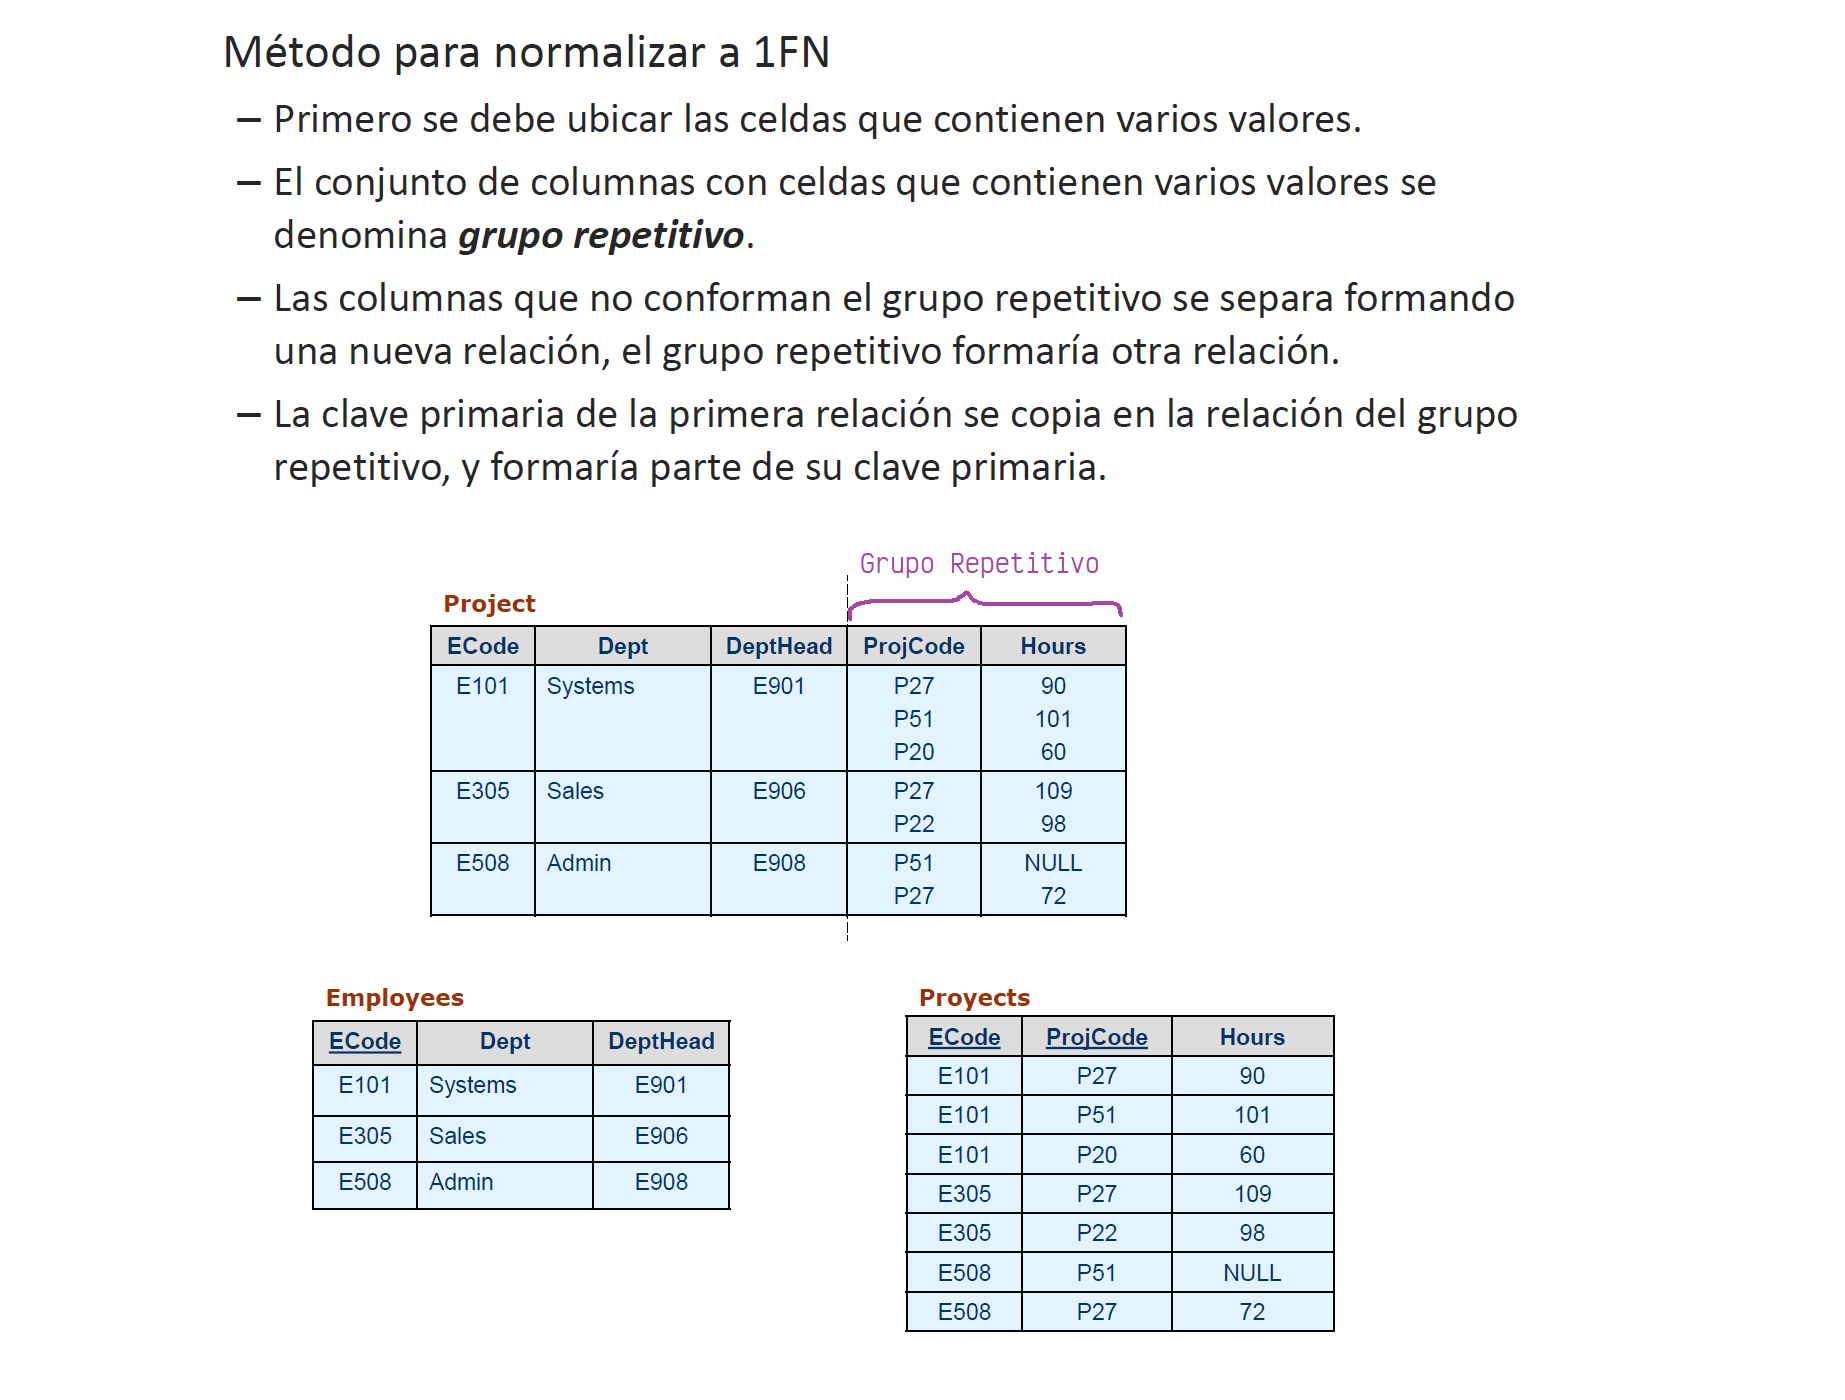 Método para normalizar a 1FN
– Primero se debe ubicar las celdas que contienen varios valores.
– El conjunto de columnas con celdas que contienen varios valores se
denomina grupo repetitivo.
– Las columnas que no conforman el grupo repetitivo se separa formando
una nueva relación, el grupo repetitivo formaría otra relación.
– La clave primaria de la primera relación se copia en la relación del grupo
repetitivo, y formaría parte de su clave primaria.
Grupo Repetitivo
Project
ECode Dept DeptHead ProjCode Hours
E101 Systems E901 P27 90
P51 101
P20 60
E305 Sales E906 P27 109
P22 98
E508 Admin E908 P51 NULL
P27 72
Employees
ECode Dept DeptHead
E101 Systems E901
E305 Sales E906
E508 Admin E908
Proyects
ECode ProjCode Hours
E101 P27 90
E101 P51 101
E101 P20 60
E305 P27 109
E305 P22 98
E508 P51 NULL
E508 P27 72